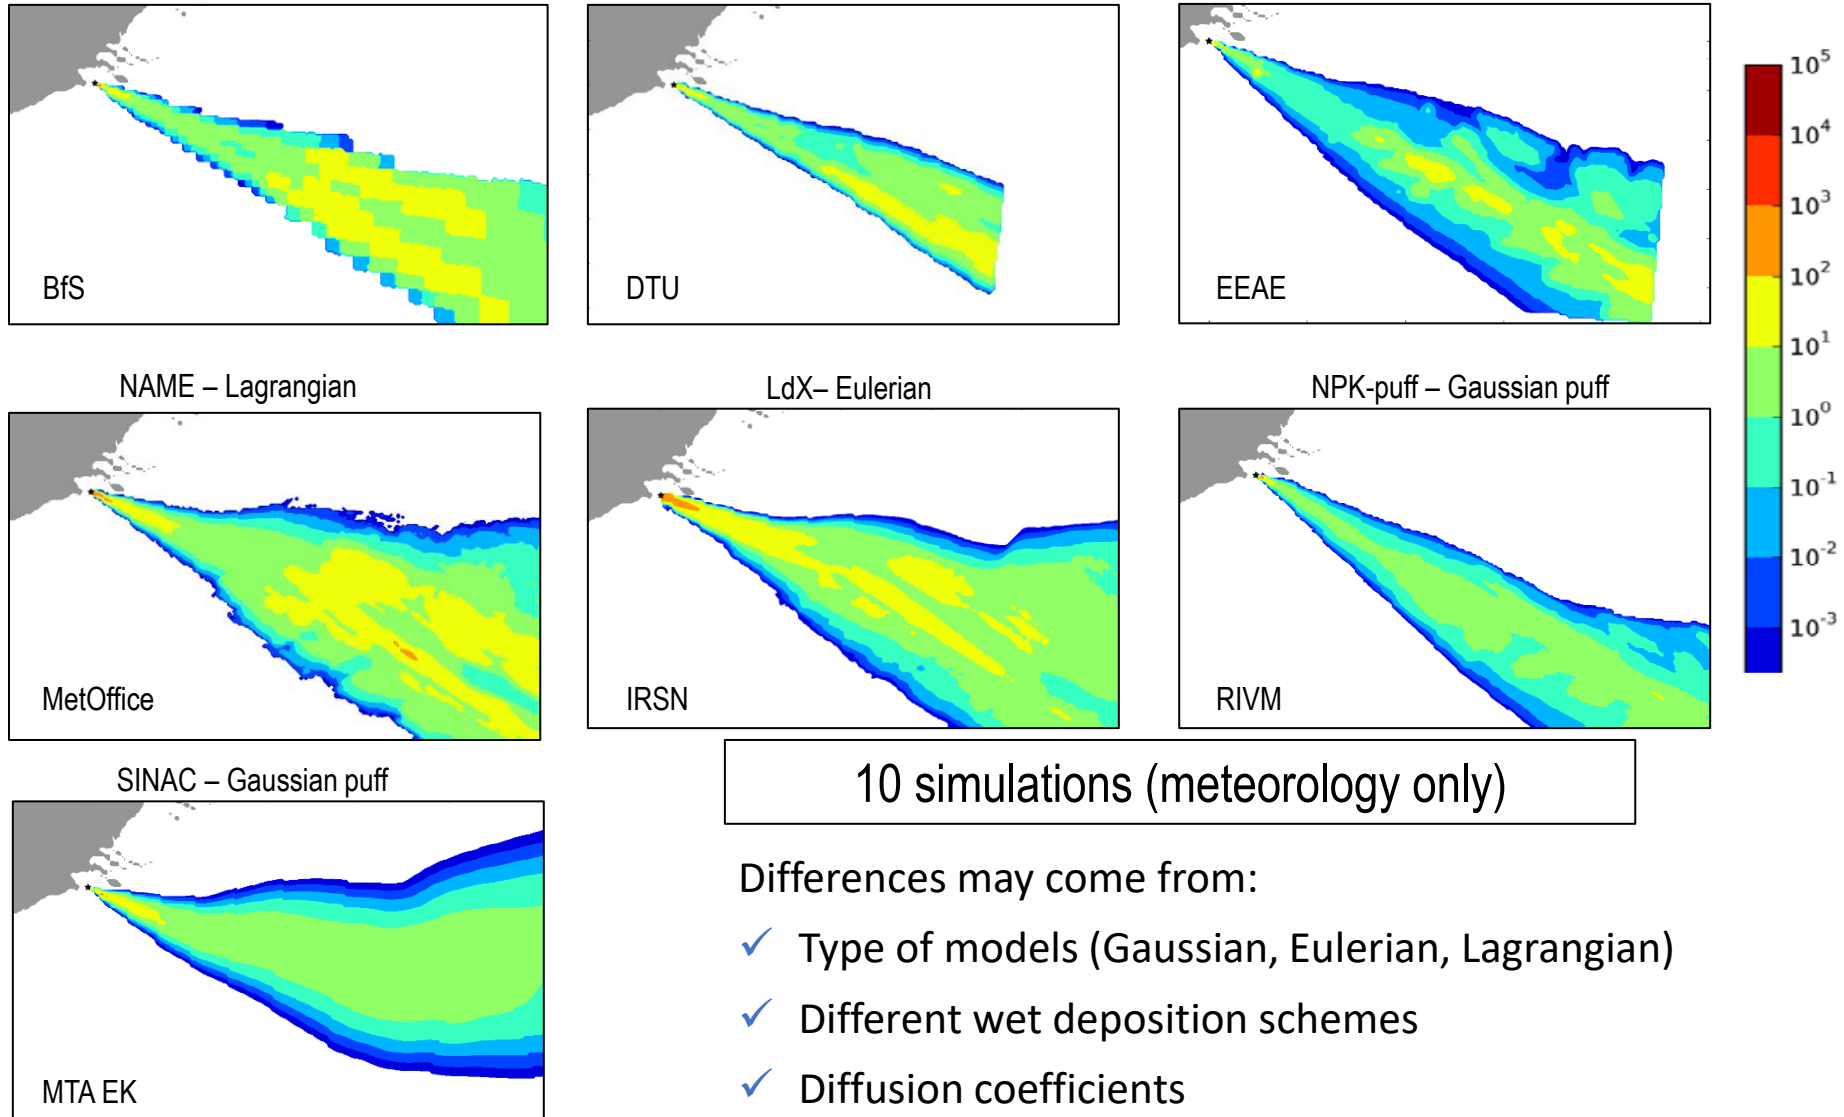 BfS
DTU
EEAE
10^5
10^4
10^3
10^2
10^1
10^0
10^-1
10^-2
10^-3
NAME – Lagrangian
LdX– Eulerian
NPK-puff – Gaussian puff
MetOffice
IRSN
RIVM
SINAC – Gaussian puff
MTA EK
10 simulations (meteorology only)
Differences may come from:
✓ Type of models (Gaussian, Eulerian, Lagrangian)
✓ Different wet deposition schemes
✓ Diffusion coefficients